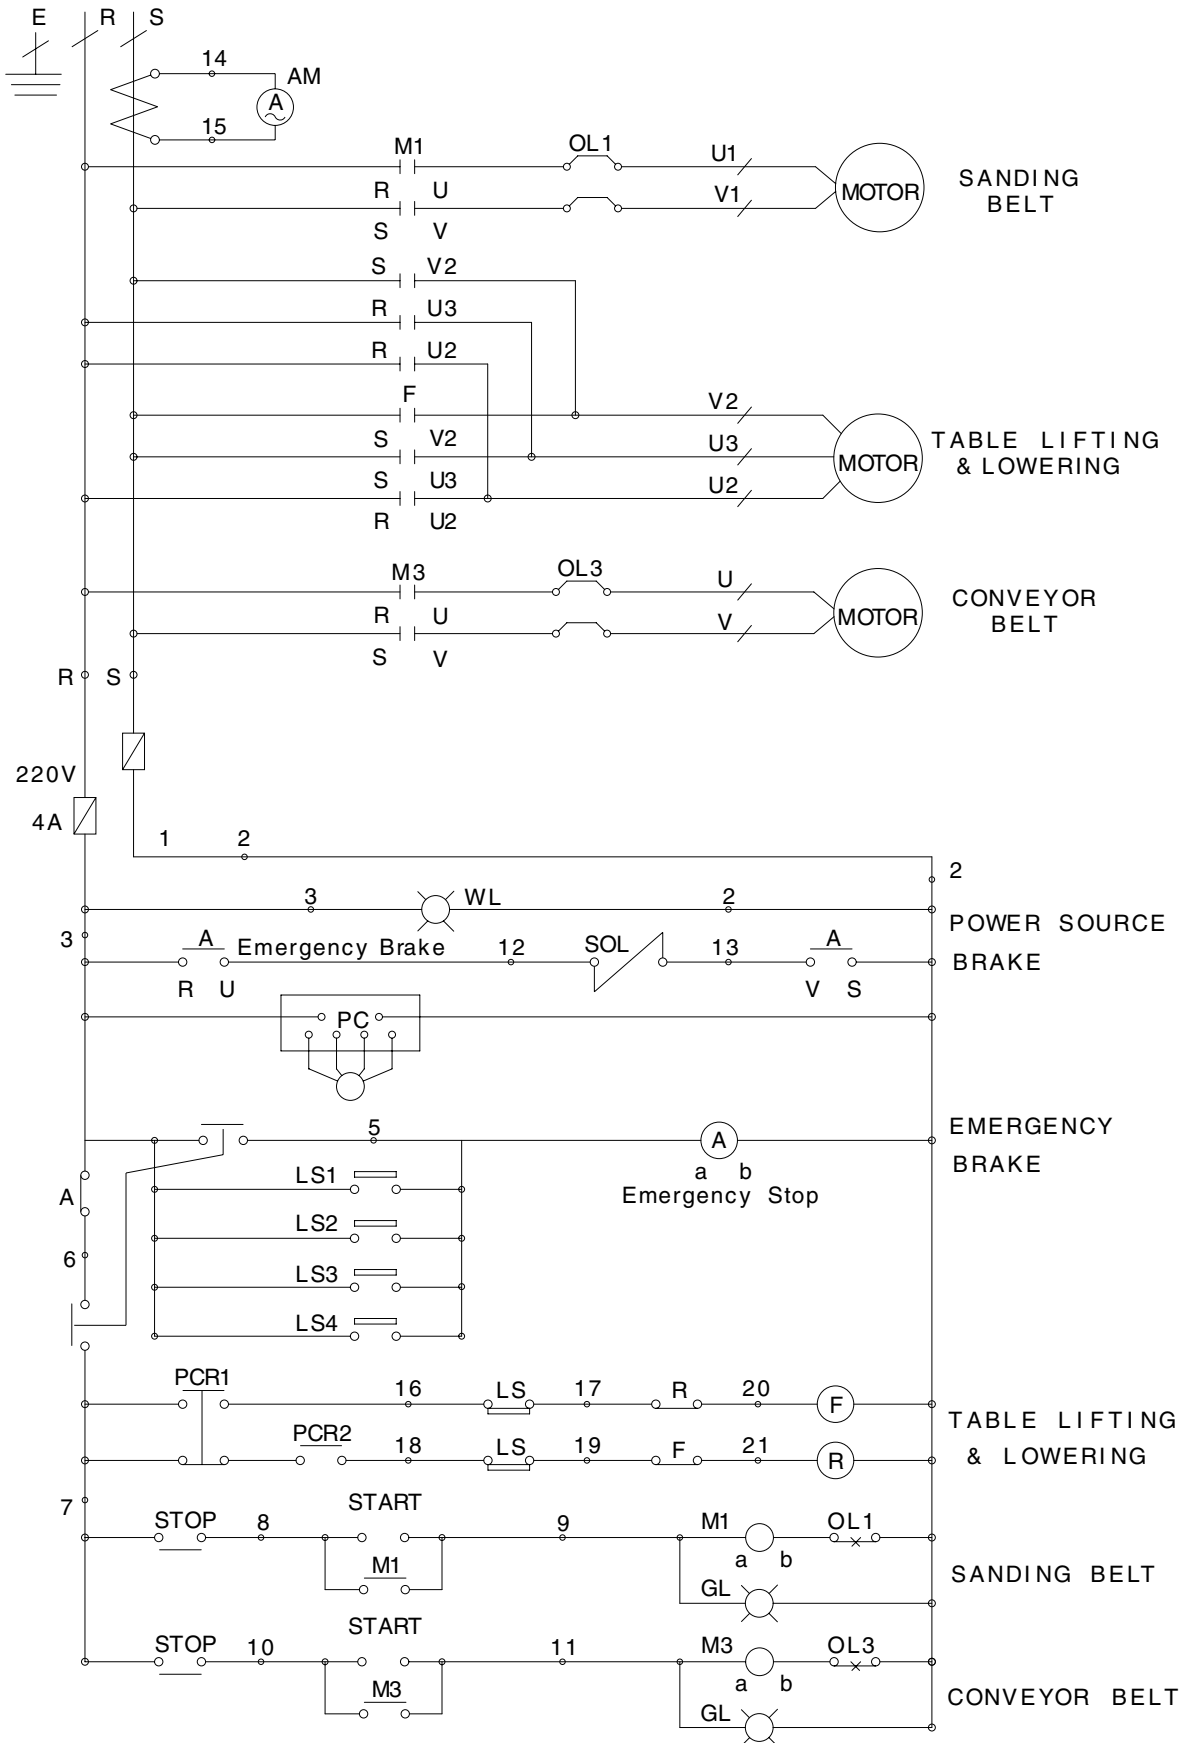 E R S
14
AM
A
15
M1 OL1 U1
R U MOTOR SANDING
V1 BELT
S V
S V2
R U3
R U2
F V2
S V2 U3 MOTOR TABLE LIFTING
& LOWERING
S U3 U2
R U2
M3 OL3 U
R U MOTOR CONVEYOR
V BELT
S V
R S
220V
4A
1 2
2
3 WL 2
POWER SOURCE
3 A Emergency Brake 12 SOL 13 A
BRAKE
R U V S
PC
5 A EMERGENCY
BRAKE
a b
Emergency Stop
LS1
A
LS2
6
LS3
LS4
PCR1 16 LS 17 R 20 F
TABLE LIFTING
PCR2 18 LS 19 F 21 R
& LOWERING
7
START
STOP 8 9 M1 OL1
M1 a b
SANDING BELT
GL
START
STOP 10 11 M3 OL3
M3 a b
CONVEYOR BELT
GL